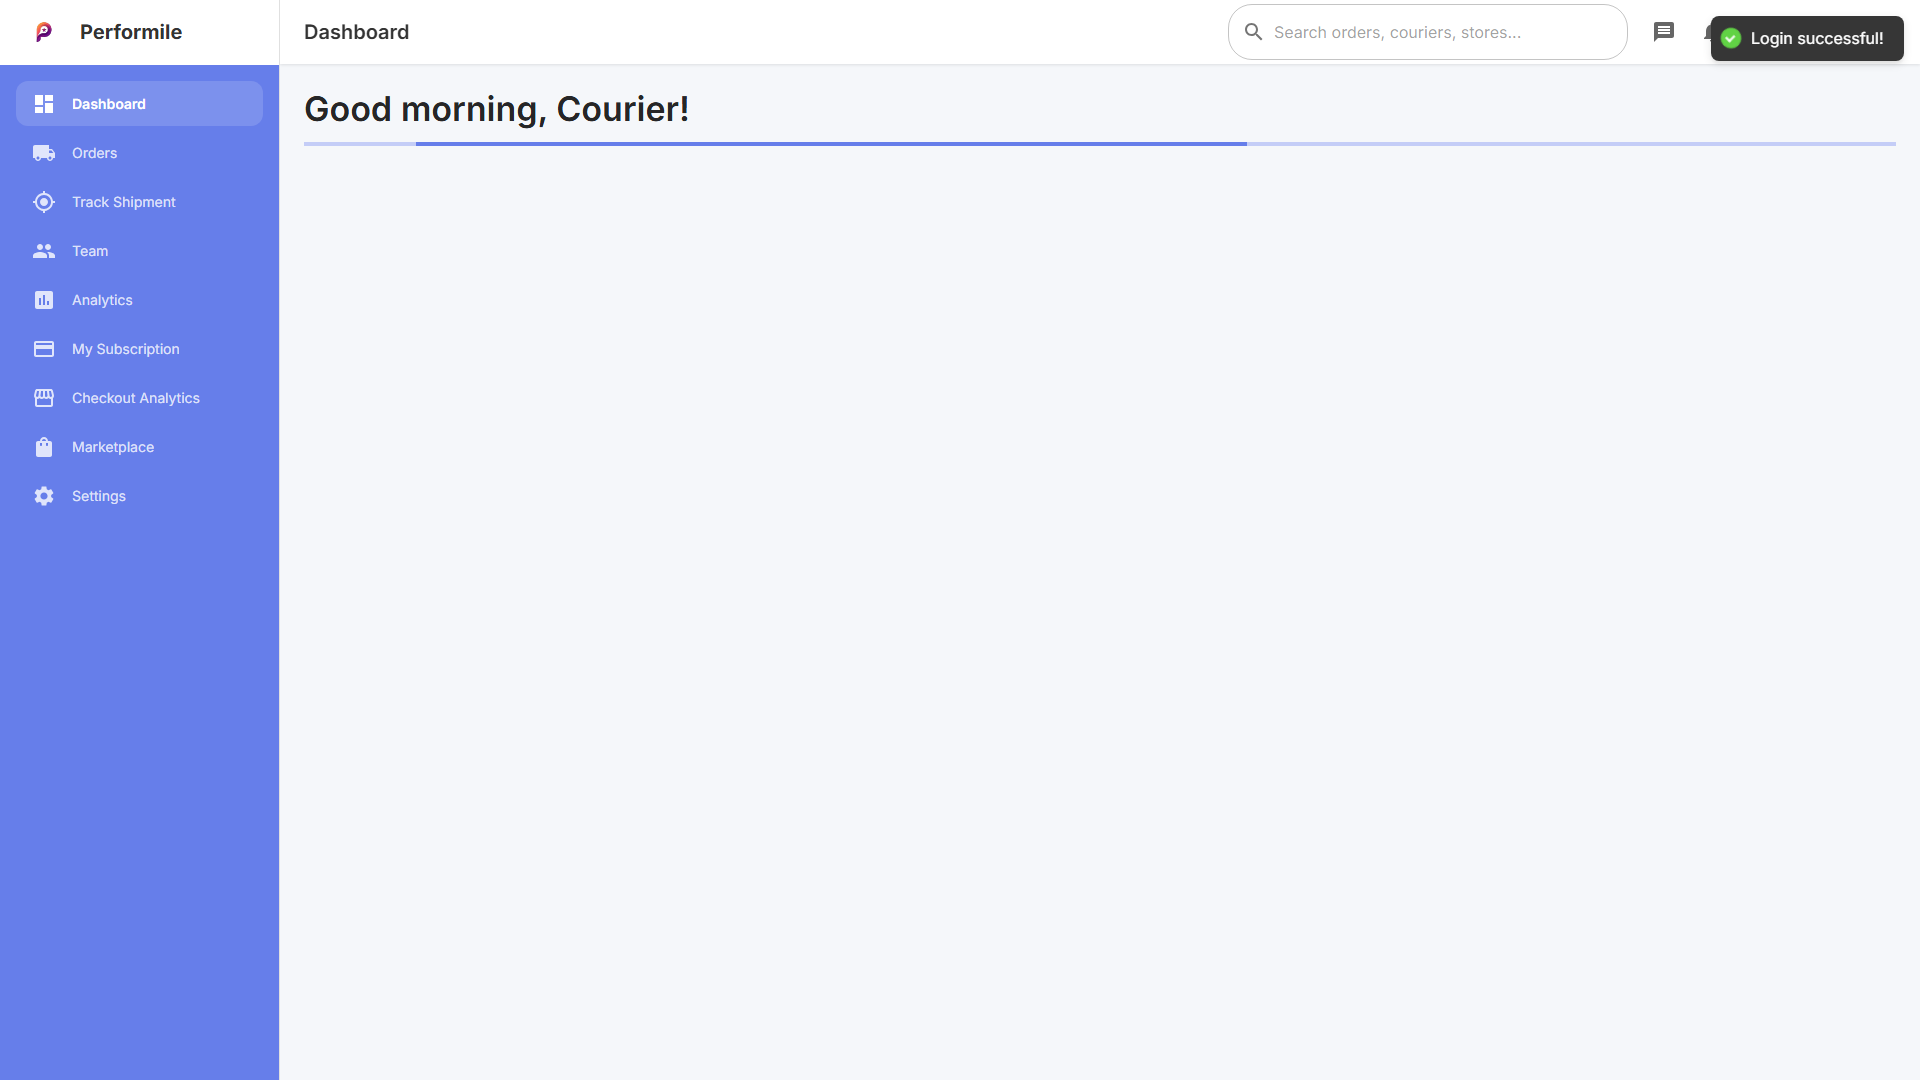 Performile
Dashboard
Search orders, couriers, stores...
Login successful!
Dashboard
Orders
Track Shipment
Team
Analytics
My Subscription
Checkout Analytics
Marketplace
Settings
Good morning, Courier!